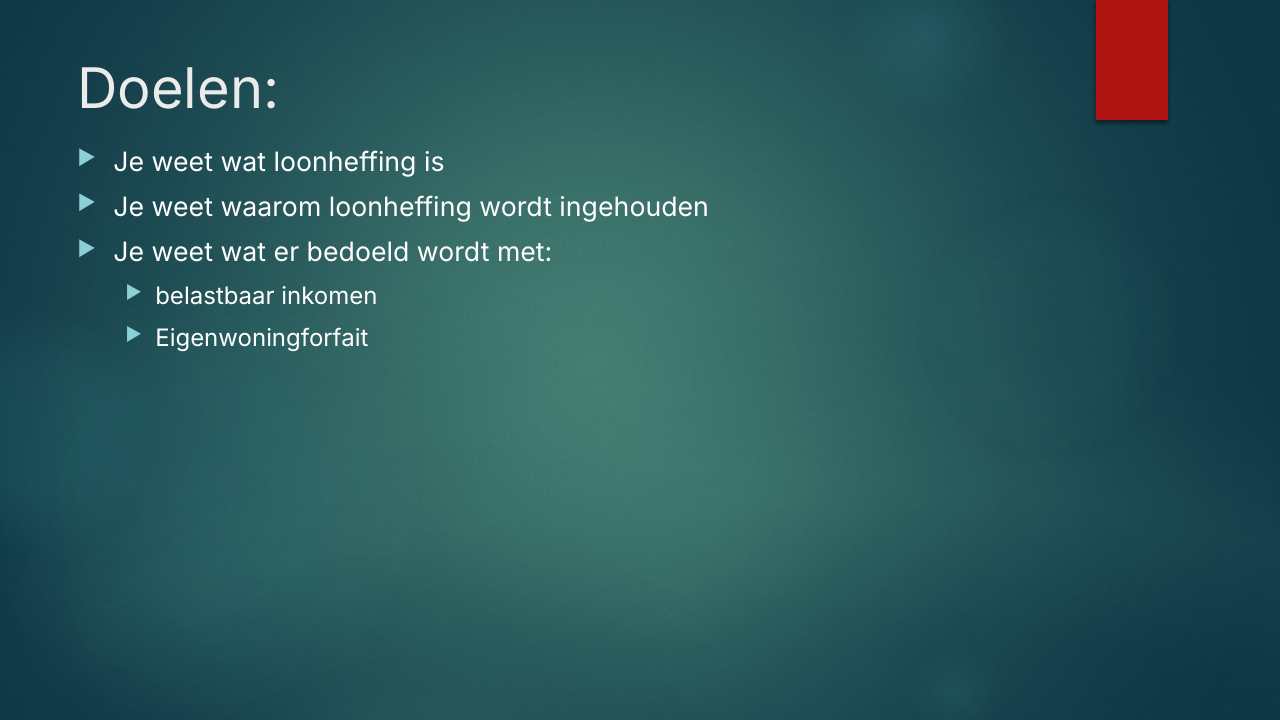 Doelen:
Je weet wat loonheffing is
Je weet waarom loonheffing wordt ingehouden
Je weet wat er bedoeld wordt met:
belastbaar inkomen
Eigenwoningforfait